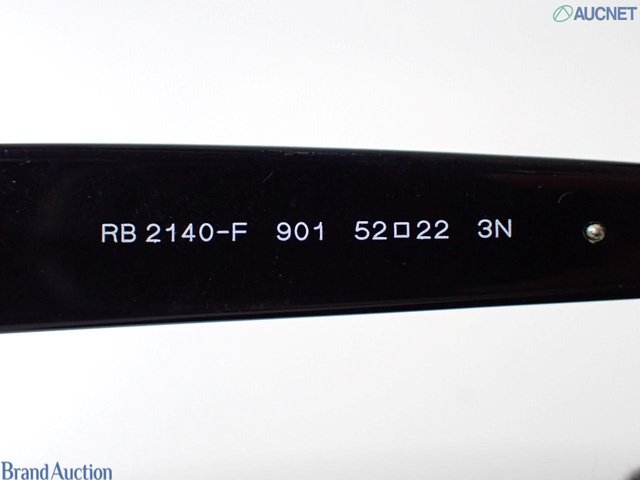 AUCNET
RB 2140-F 901 52□22 3N
Brand Auction